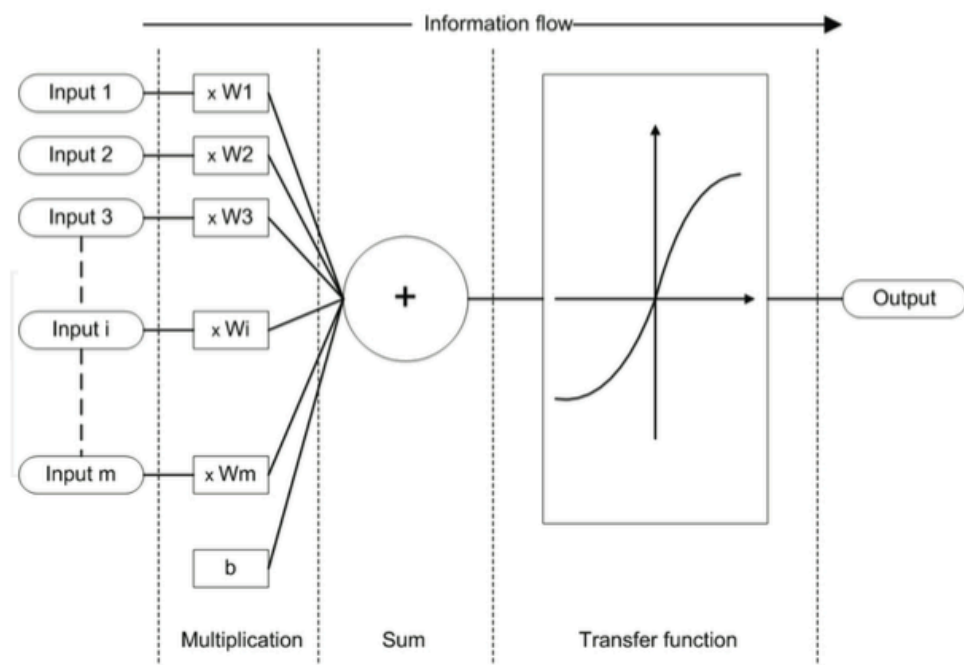 Information flow
Input 1
x W1
Input 2
x W2
Input 3
x W3
+
Output
Input i
x Wi
Input m
x Wm
b
Multiplication
Sum
Transfer function